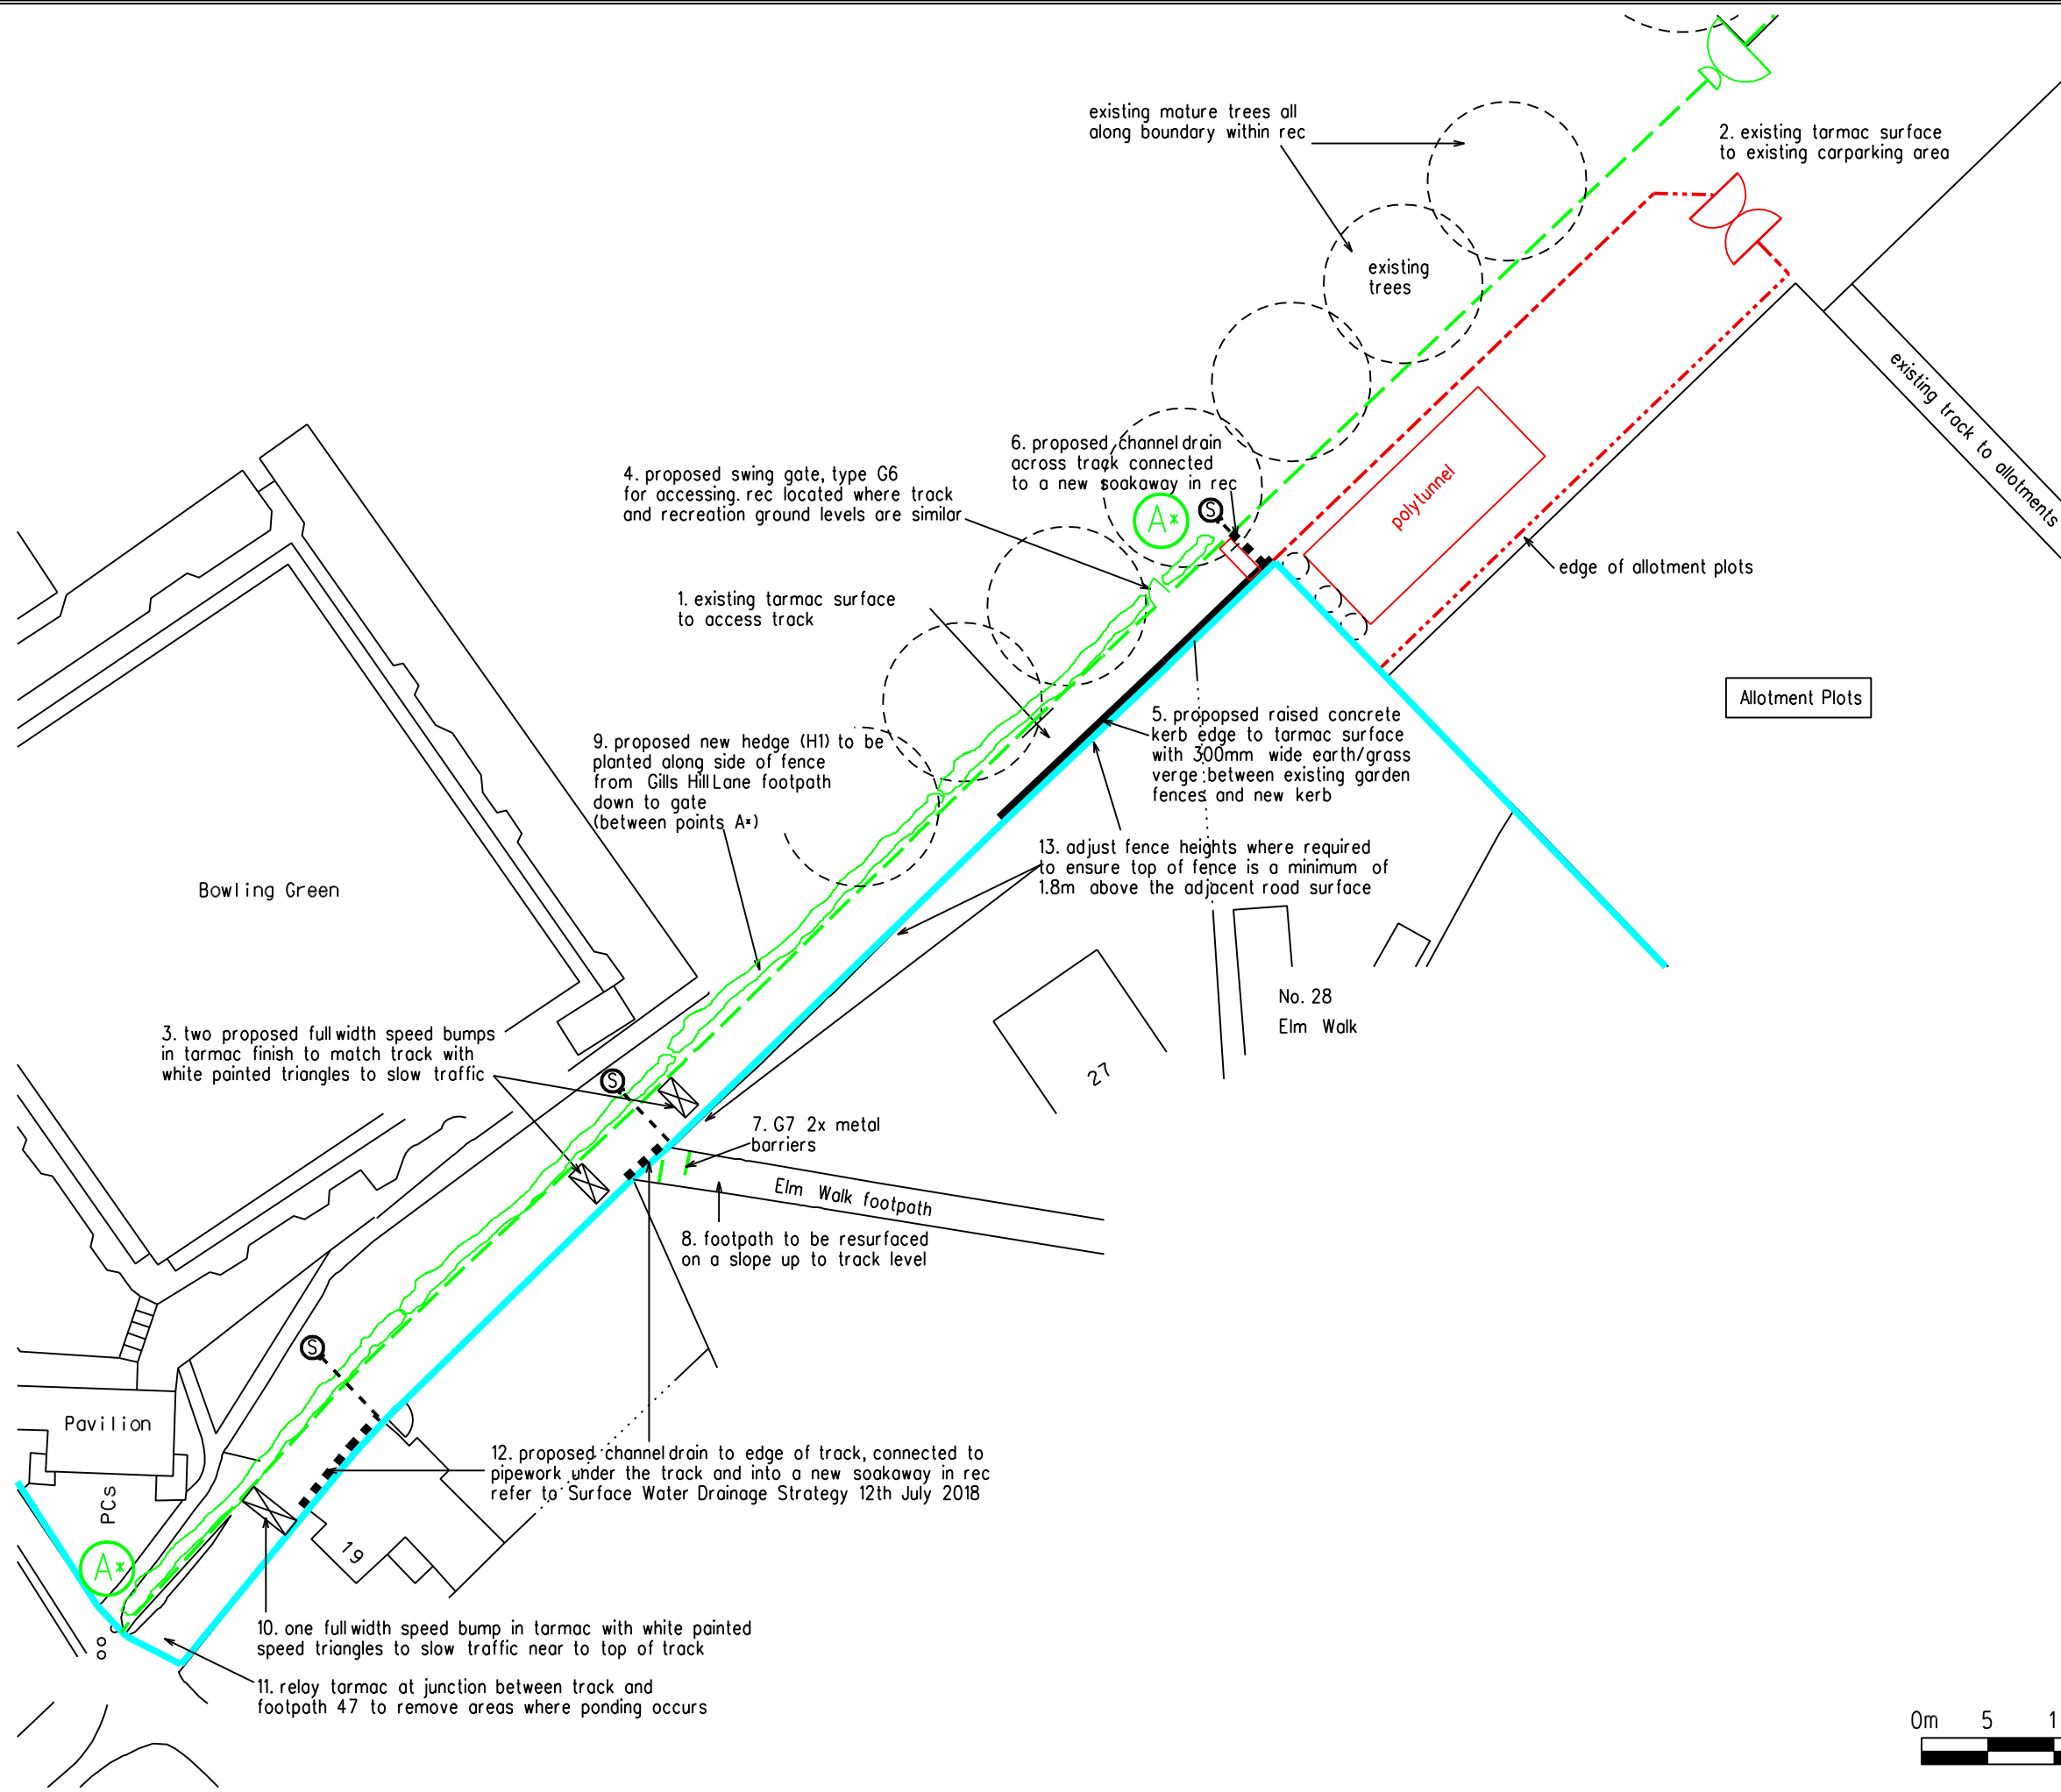 existing mature trees all
along boundary within rec
2. existing tarmac surface
to existing carparking area
existing
trees
existing track to allotments
6. proposed channel drain
across track connected
to a new soakaway in rec
4. proposed swing gate, type G6
for accessing. rec located where track
and recreation ground levels are similar
A*
S
polytunnel
edge of allotment plots
1. existing tarmac surface
to access track
Allotment Plots
5. propopsed raised concrete
kerb edge to tarmac surface
with 300mm wide earth/grass
verge between existing garden
fences and new kerb
9. proposed new hedge (H1) to be
planted along side of fence
from Gills Hill Lane footpath
down to gate
(between points A*)
13. adjust fence heights where required
to ensure top of fence is a minimum of
1.8m above the adjacent road surface
Bowling Green
No. 28
Elm Walk
27
3. two proposed full width speed bumps
in tarmac finish to match track with
white painted triangles to slow traffic
S
7. G7 2x metal
barriers
Elm Walk footpath
8. footpath to be resurfaced
on a slope up to track level
S
Pavilion
12. proposed channel drain to edge of track, connected to
pipework under the track and into a new soakaway in rec
refer to Surface Water Drainage Strategy 12th July 2018
PCs
19
A*
10. one full width speed bump in tarmac with white painted
speed triangles to slow traffic near to top of track
11. relay tarmac at junction between track and
footpath 47 to remove areas where ponding occurs
0m 5 1